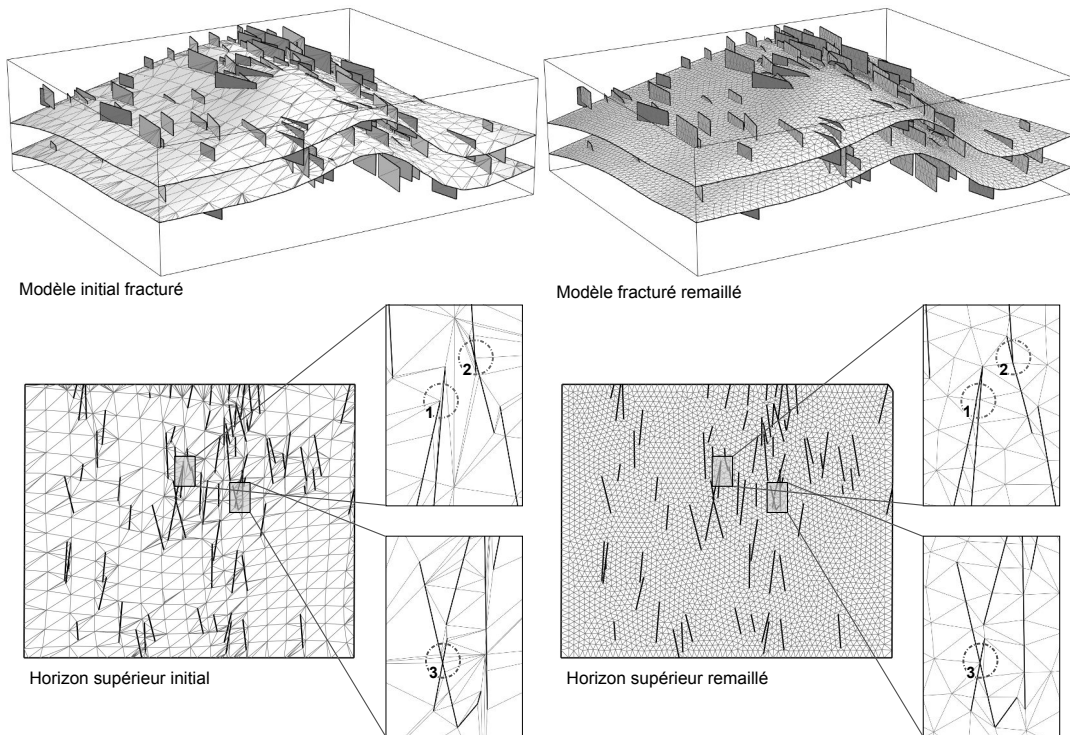 Modèle initial fracturé
Modèle fracturé remaillé
2
1
2
1
3
3
Horizon supérieur initial
Horizon supérieur remaillé